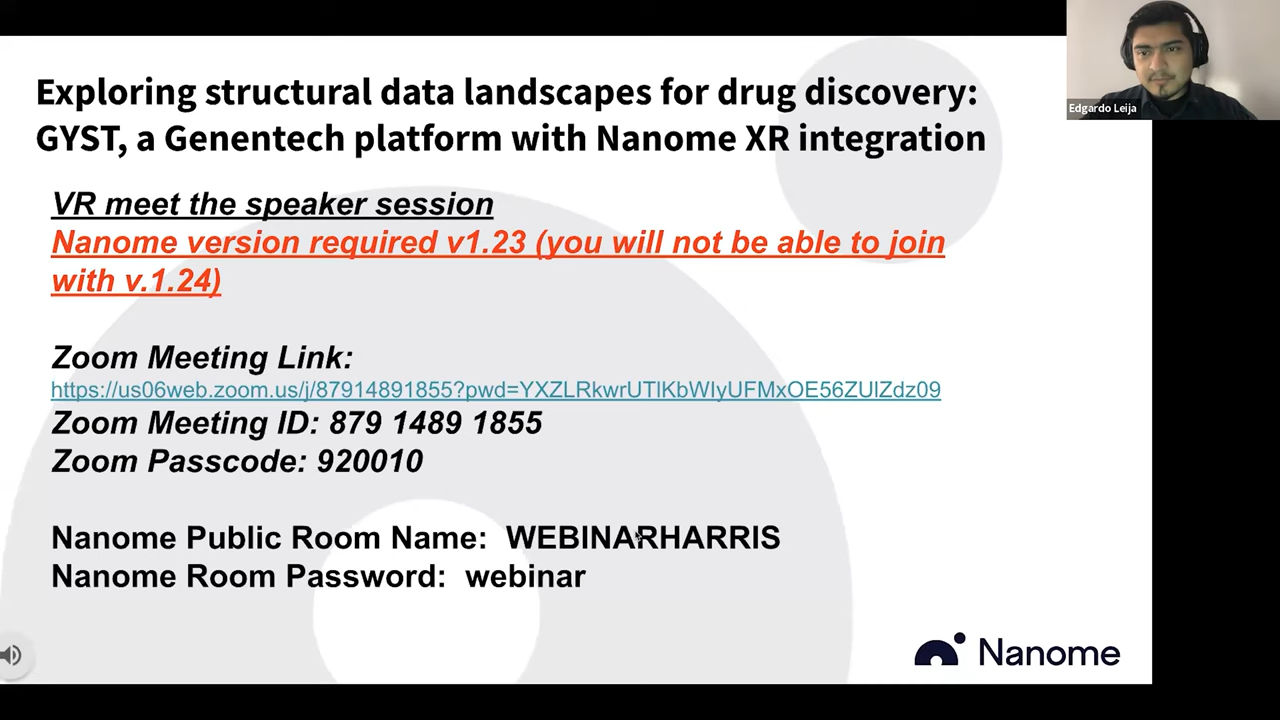 Exploring structural data landscapes for drug discovery:
GYST, a Genentech platform with Nanome XR integration
Edgardo Leija
VR meet the speaker session
Nanome version required v1.23 (you will not be able to join
with v.1.24)
Zoom Meeting Link:
https://us06web.zoom.us/j/87914891855?pwd=YXZLRkwrUTlKbWIyUFMxOE56ZUlZdz09
Zoom Meeting ID: 879 1489 1855
Zoom Passcode: 920010
Nanome Public Room Name:  WEBINARHARRIS
Nanome Room Password:  webinar
Nanome